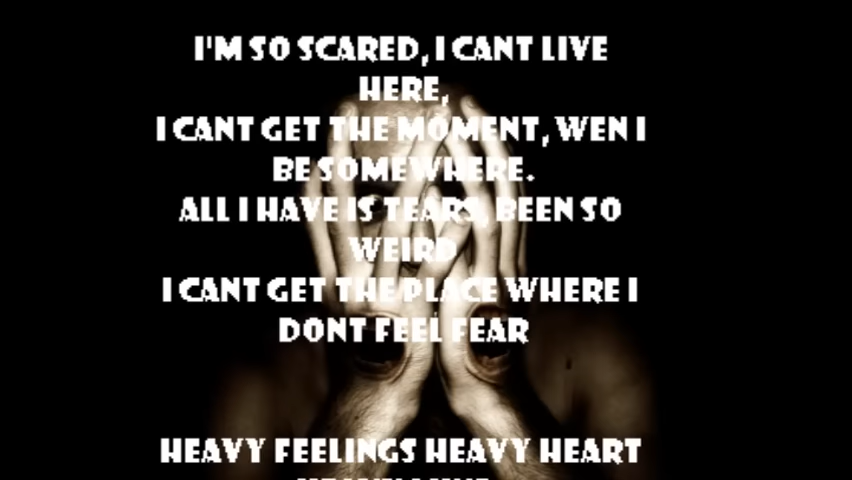 I'M SO SCARED, I CANT LIVE
HERE,
I CANT GET THE MOMENT, WEN I
BE SOMEWHERE.
ALL I HAVE IS TEARS, BEEN SO
WEIRD
I CANT GET THE PLACE WHERE I
DONT FEEL FEAR
HEAVY FEELINGS HEAVY HEART